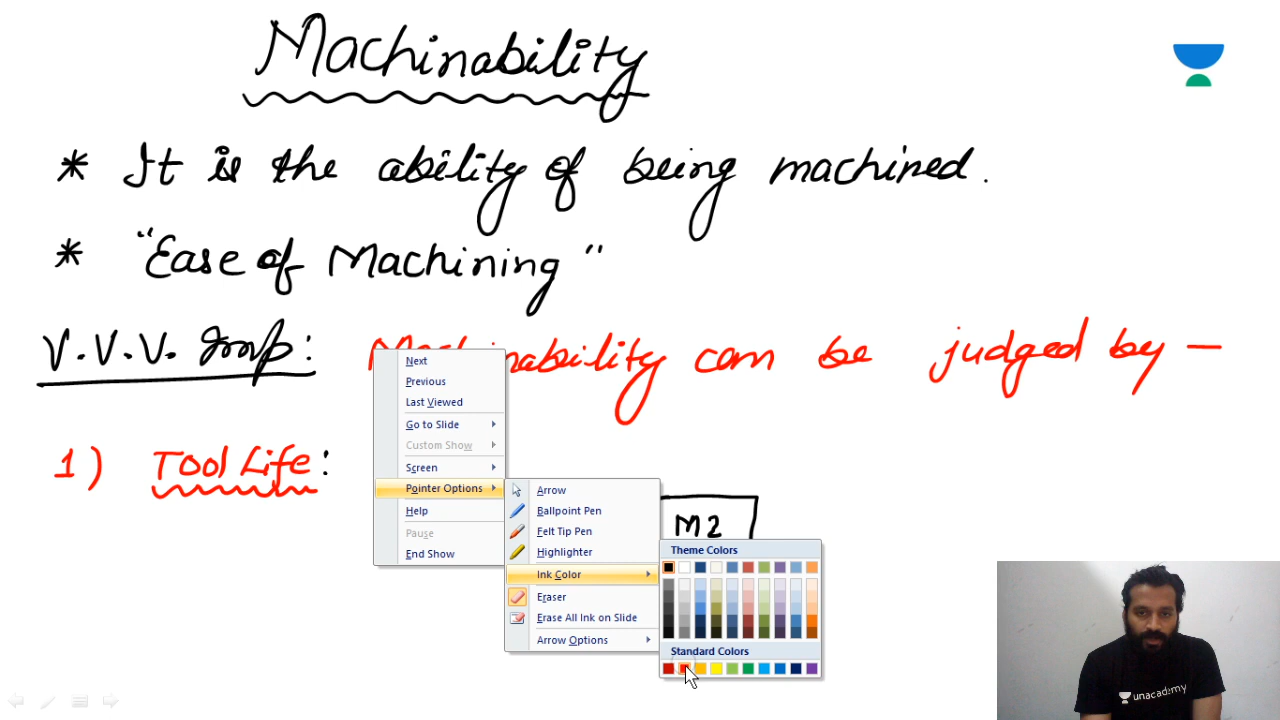 Machinability
* It is the ability of being machined.
* "Ease of Machining"
V.V.V. Imp: Machinability can be judged by —
1) Tool Life:
M2
Next
Previous
Last Viewed
Go to Slide
Custom Show
Screen
Pointer Options
Help
Pause
End Show
Arrow
Ballpoint Pen
Felt Tip Pen
Highlighter
Ink Color
Eraser
Erase All Ink on Slide
Arrow Options
Theme Colors
Standard Colors
unacademy